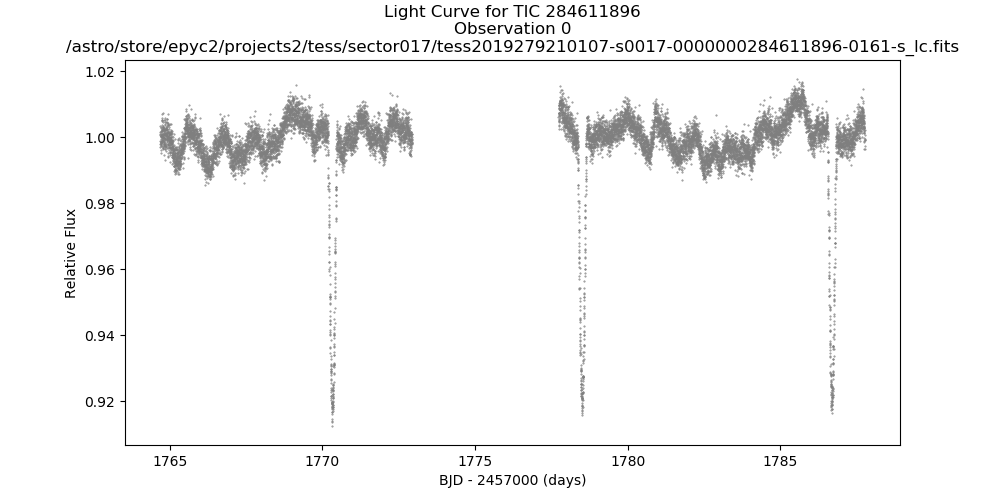 Light Curve for TIC 284611896
Observation 0
/astro/store/epyc2/projects2/tess/sector017/tess2019279210107-s0017-0000000284611896-0161-s_lc.fits
1.02
1.00
0.98
0.96
0.94
0.92
Relative Flux
1765
1770
1775
1780
1785
BJD - 2457000 (days)